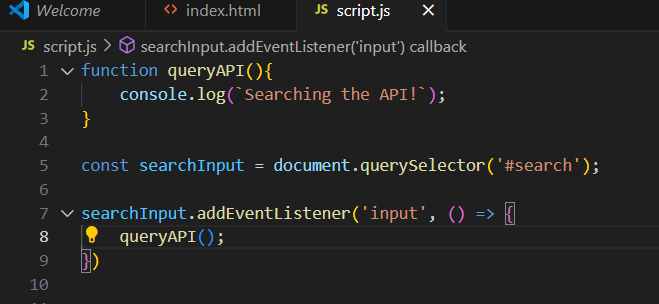 Welcome index.html JS script.js
JS script.js > searchInput.addEventListener('input') callback
1 function queryAPI(){
2     console.log(`Searching the API!`);
3 }
4
5 const searchInput = document.querySelector('#search');
6
7 searchInput.addEventListener('input', () => {
8     queryAPI();
9 })
10